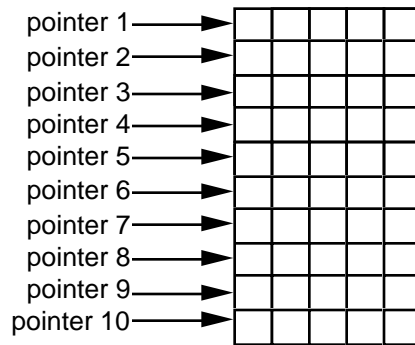 pointer 1
pointer 2
pointer 3
pointer 4
pointer 5
pointer 6
pointer 7
pointer 8
pointer 9
pointer 10